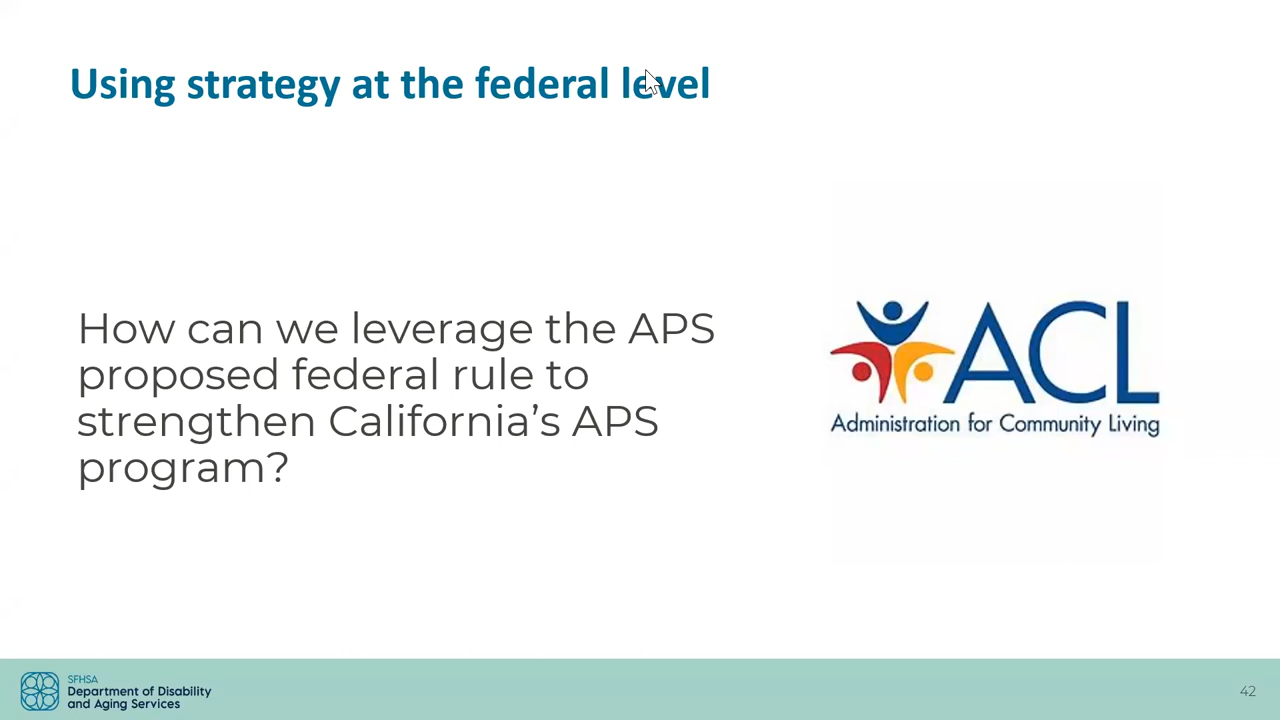 Using strategy at the federal level
How can we leverage the APS
proposed federal rule to
strengthen California’s APS
program?
ACL
Administration for Community Living
SFHSA
Department of Disability
and Aging Services
42